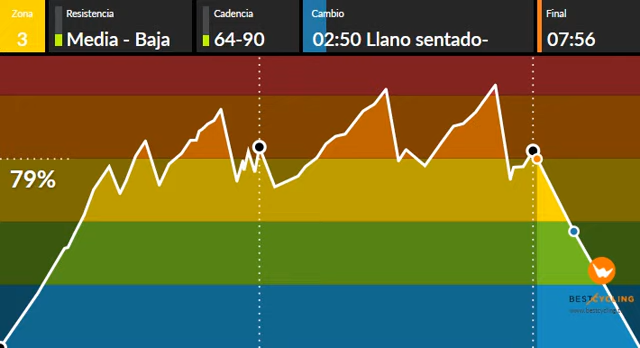 Zona
3
Resistencia
Media - Baja
Cadencia
64-90
Cambio
02:50 Llano sentado-
Final
07:56
79%
BESTCYCLING